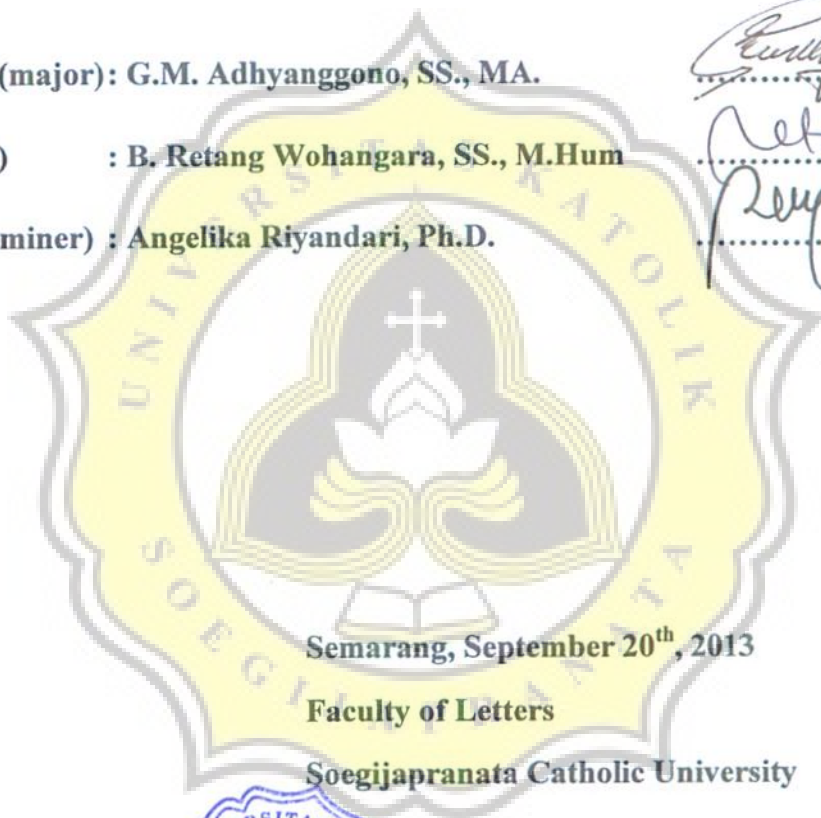 (major) : G.M. Adhyanggono, SS., MA.
) : B. Retang Wohangara, SS., M.Hum
miner) : Angelika Riyandari, Ph.D.
UNIVERSITAS KATOLIK
SOEGIJAPRANATA
Semarang, September 20th, 2013
Faculty of Letters
Soegijapranata Catholic University